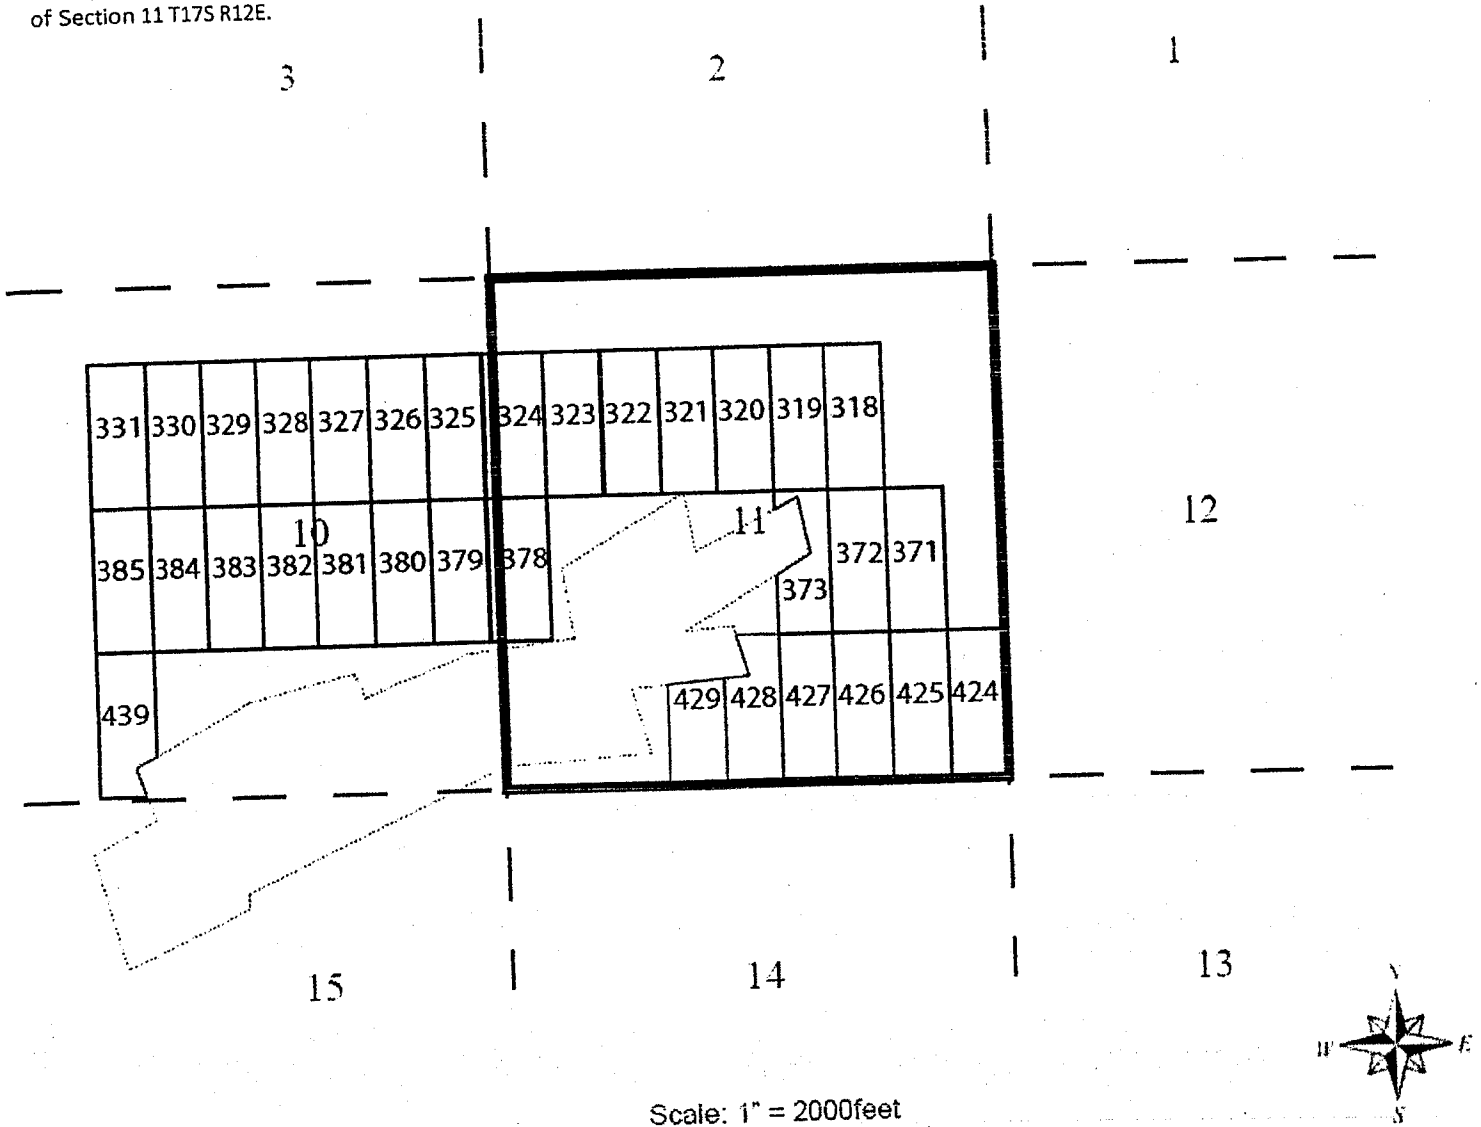 of Section 11 T17S R12E.
3 2 1
331 330 329 328 327 326 325 324 323 322 321 320 319 318
10 11 12
385 384 383 382 381 380 379 378 373 372 371
439 429 428 427 426 425 424
15 14 13
W E
S
Scale: 1" = 2000feet